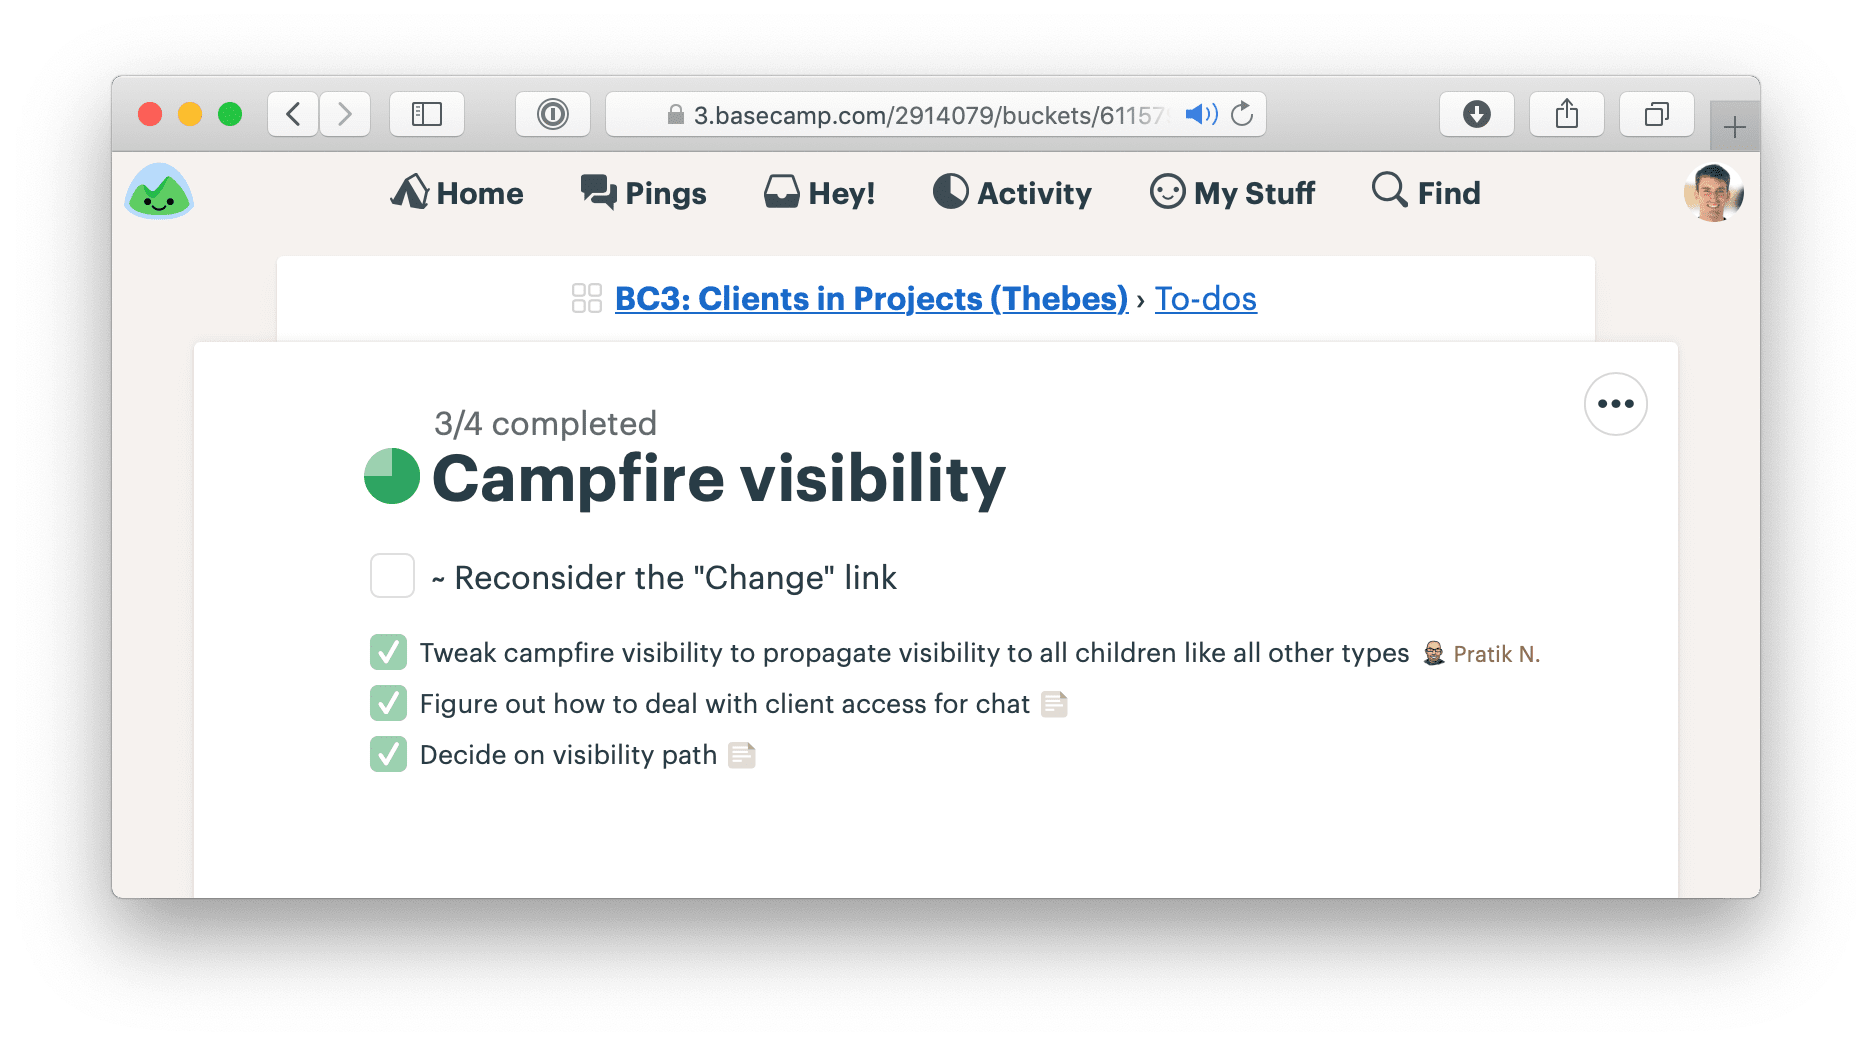 3.basecamp.com/2914079/buckets/61157
Home Pings Hey! Activity My Stuff Find
BC3: Clients in Projects (Thebes) › To-dos
3/4 completed
Campfire visibility
~ Reconsider the "Change" link
Tweak campfire visibility to propagate visibility to all children like all other types Pratik N.
Figure out how to deal with client access for chat
Decide on visibility path